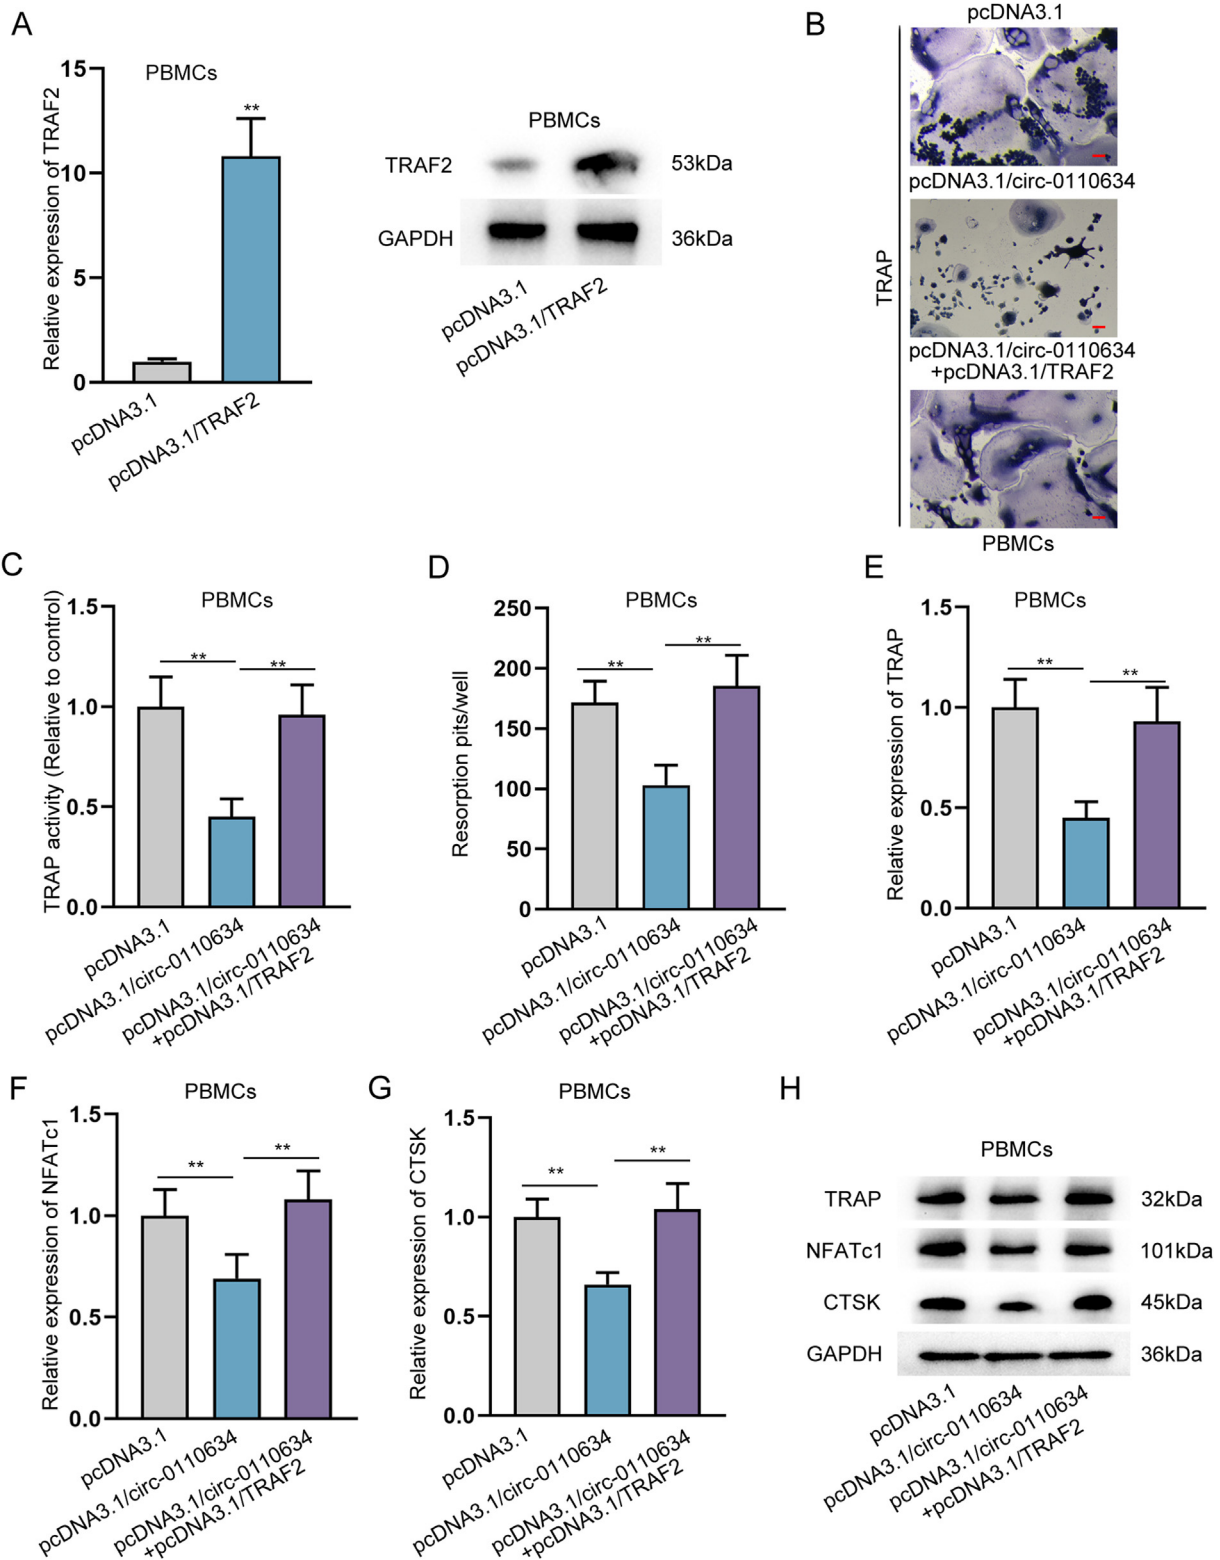 A
PBMCs
Relative expression of TRAF2
15
10
5
0
**
pcDNA3.1
pcDNA3.1/TRAF2
PBMCs
TRAF2
53kDa
GAPDH
36kDa
pcDNA3.1
pcDNA3.1/TRAF2
B
pcDNA3.1
pcDNA3.1/circ-0110634
pcDNA3.1/circ-0110634
+pcDNA3.1/TRAF2
TRAP
PBMCs
C
PBMCs
TRAP activity (Relative to control)
1.5
1.0
0.5
0.0
**
**
pcDNA3.1
pcDNA3.1/circ-0110634
pcDNA3.1/circ-0110634
+pcDNA3.1/TRAF2
D
PBMCs
Resorption pits/well
250
200
150
100
50
0
**
**
pcDNA3.1
pcDNA3.1/circ-0110634
pcDNA3.1/circ-0110634
+pcDNA3.1/TRAF2
E
PBMCs
Relative expression of TRAP
1.5
1.0
0.5
0.0
**
**
pcDNA3.1
pcDNA3.1/circ-0110634
pcDNA3.1/circ-0110634
+pcDNA3.1/TRAF2
F
PBMCs
Relative expression of NFATc1
1.5
1.0
0.5
0.0
**
**
pcDNA3.1
pcDNA3.1/circ-0110634
pcDNA3.1/circ-0110634
+pcDNA3.1/TRAF2
G
PBMCs
Relative expression of CTSK
1.5
1.0
0.5
0.0
**
**
pcDNA3.1
pcDNA3.1/circ-0110634
pcDNA3.1/circ-0110634
+pcDNA3.1/TRAF2
H
PBMCs
TRAP
32kDa
NFATc1
101kDa
CTSK
45kDa
GAPDH
36kDa
pcDNA3.1
pcDNA3.1/circ-0110634
pcDNA3.1/circ-0110634
+pcDNA3.1/TRAF2